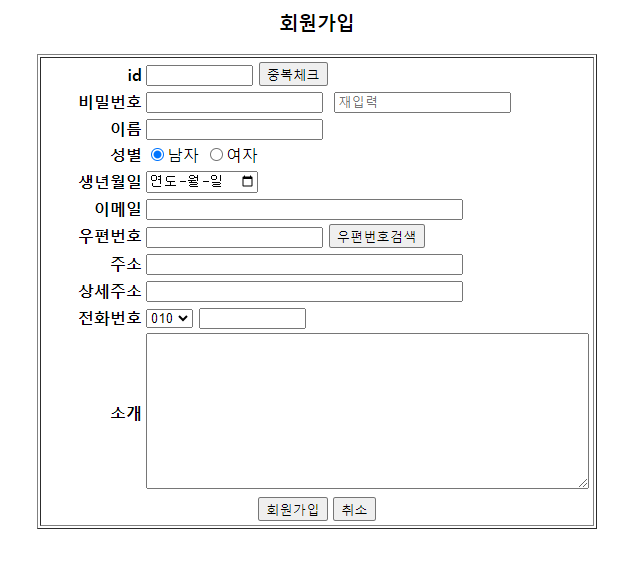 회원가입
id 중복체크
비밀번호 재입력
이름
성별 남자 여자
생년월일 연도-월-일
이메일
우편번호 우편번호검색
주소
상세주소
전화번호 010
소개
회원가입 취소